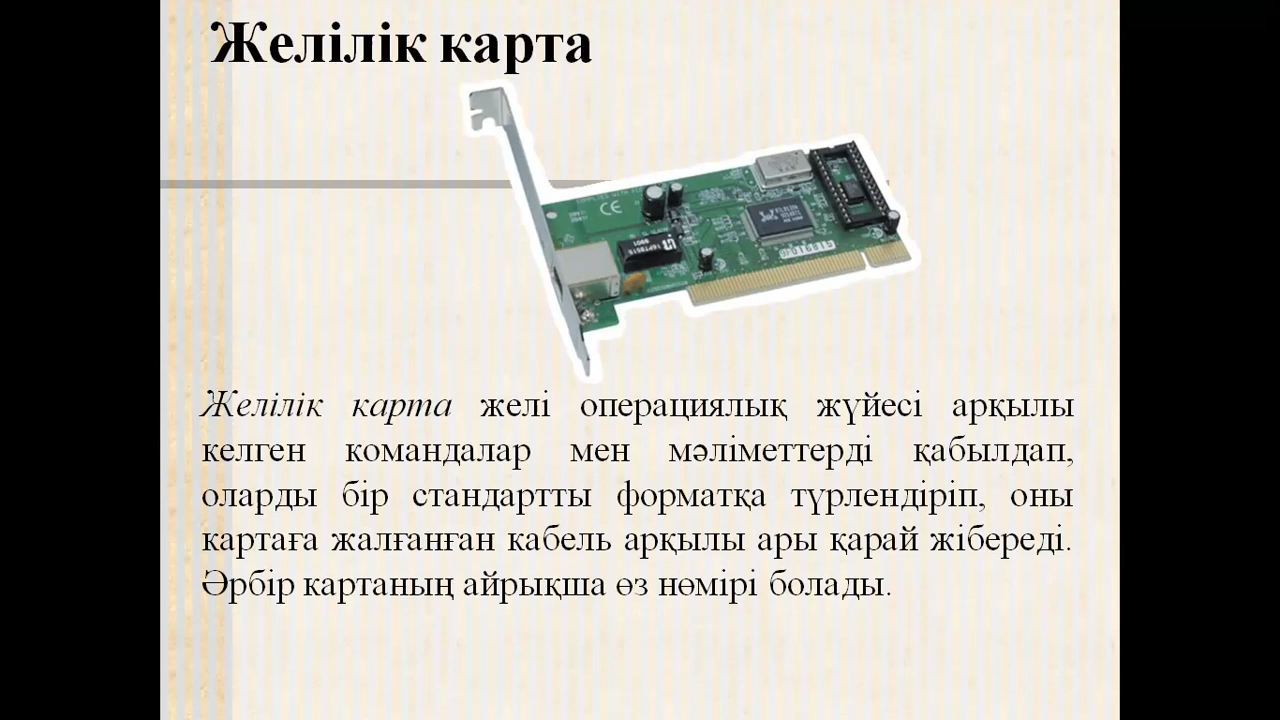 Желілік карта
CE
Желілік карта желі операциялық жүйесі арқылы
келген командалар мен мәліметтерді қабылдап,
оларды бір стандартты форматқа түрлендіріп, оны
картаға жалғанған кабель арқылы ары қарай жібереді.
Әрбір картаның айрықша өз нөмірі болады.